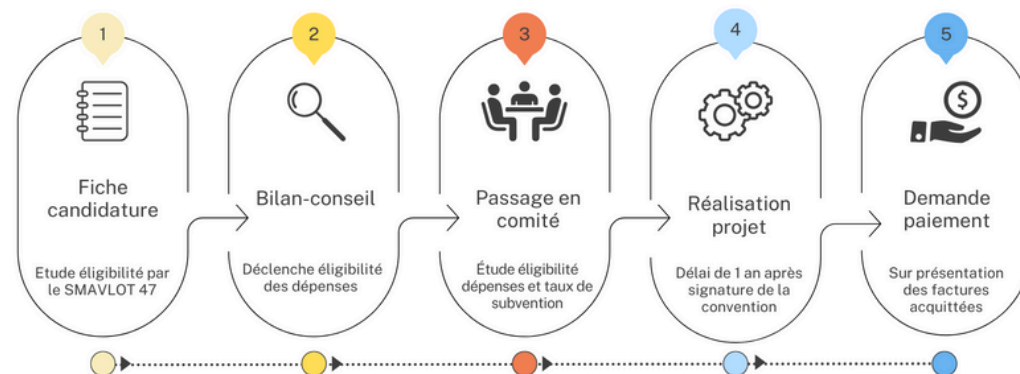 1
Fiche
candidature
Etude éligibilité par
le SMAVLOT 47
2
Bilan-conseil
Déclenche éligibilité
des dépenses
3
Passage en
comité
Étude éligibilité
dépenses et taux de
subvention
4
Réalisation
projet
Délai de 1 an après
signature de la
convention
5
$
Demande
paiement
Sur présentation
des factures
acquittées